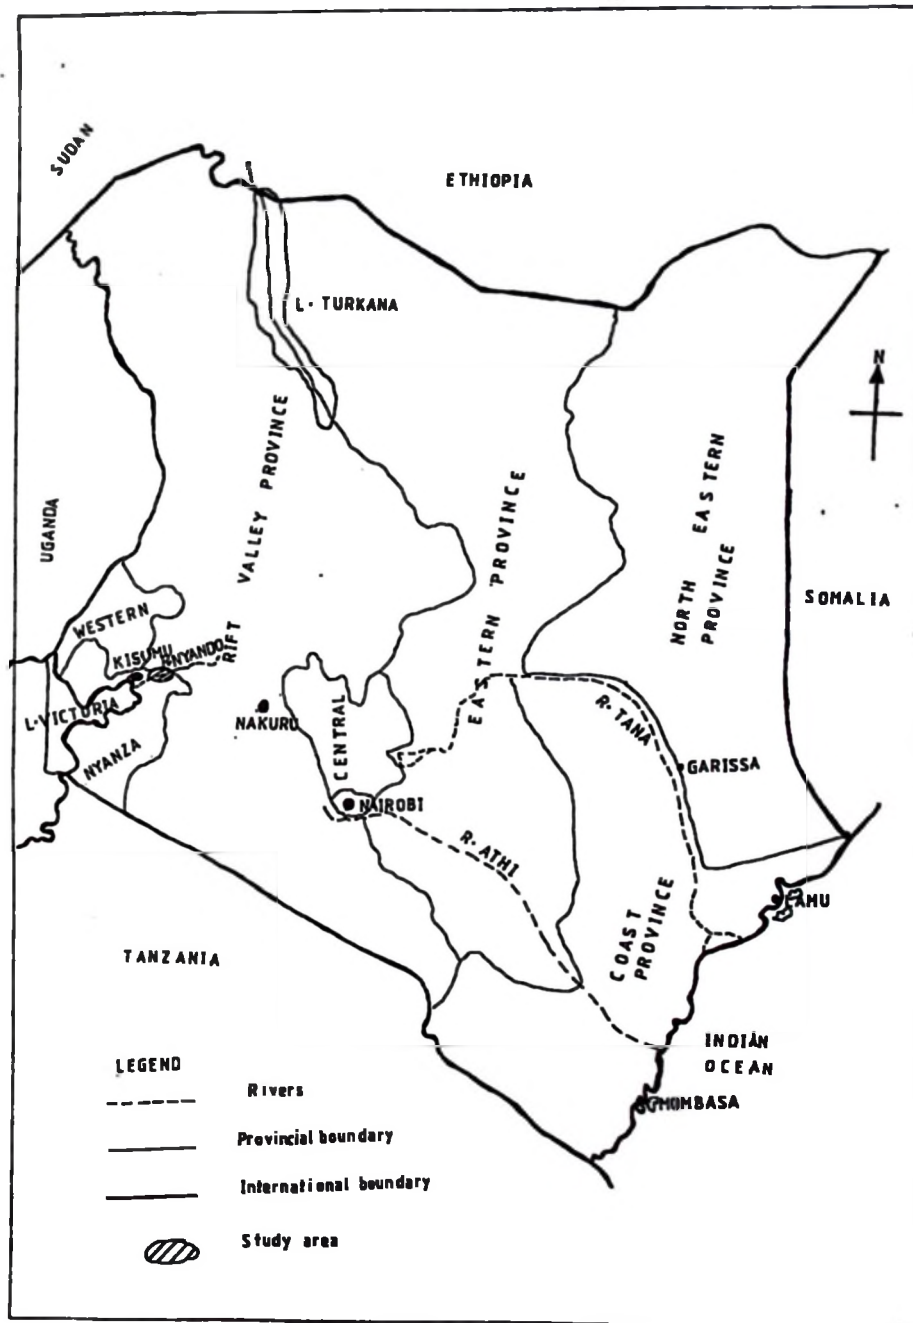 SUDAN
ETHIOPIA
L. TURKANA
N
UGANDA
RIFT VALLEY PROVINCE
EASTERN PROVINCE
NORTH EASTERN
PROVINCE
SOMALIA
WESTERN
KISUMU
R.NYANDO
L.VICTORIA
NYANZA
NAKURU
CENTRAL
NAIROBI
R. TANA
GARISSA
R. ATHI
COAST
PROVINCE
LAMU
TANZANIA
INDIAN
OCEAN
MOMBASA
LEGEND
Rivers
Provincial boundary
International boundary
Study area